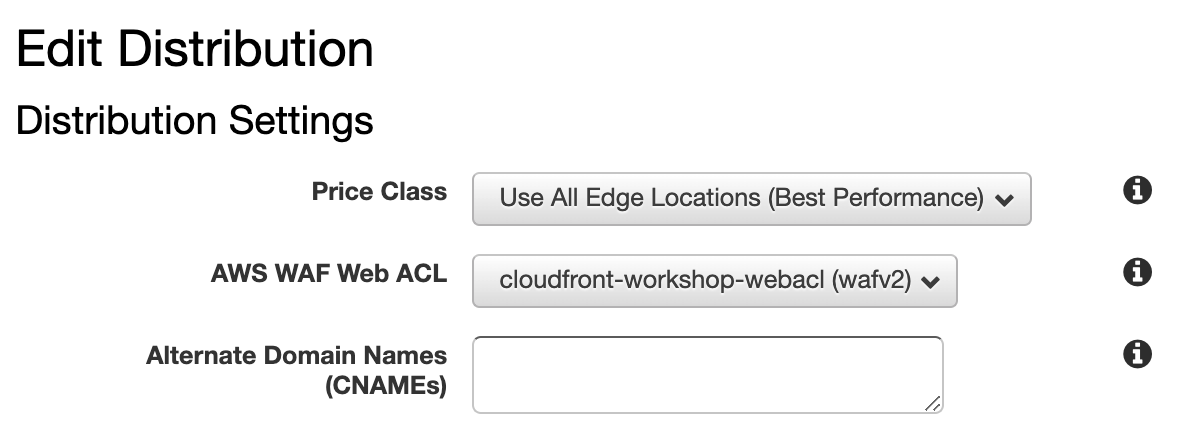 Edit Distribution
Distribution Settings
Price Class Use All Edge Locations (Best Performance)
AWS WAF Web ACL cloudfront-workshop-webacl (wafv2)
Alternate Domain Names
(CNAMEs)